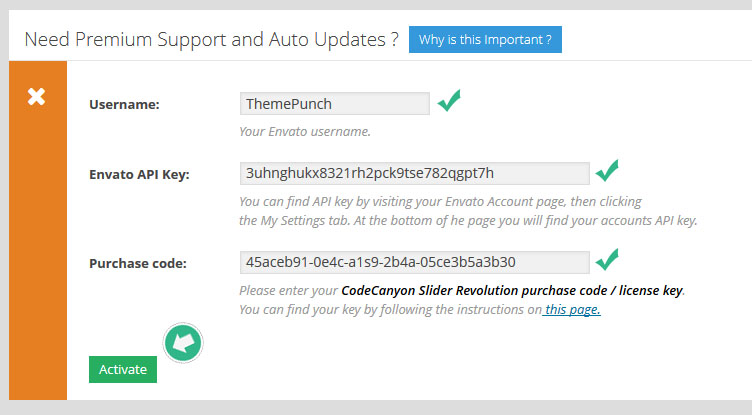 Need Premium Support and Auto Updates ? Why is this Important ?
Username: ThemePunch
Your Envato username.
Envato API Key: 3uhnghukx8321rh2pck9tse782qgpt7h
You can find API key by visiting your Envato Account page, then clicking
the My Settings tab. At the bottom of he page you will find your accounts API key.
Purchase code: 45aceb91-0e4c-a1s9-2b4a-05ce3b5a3b30
Please enter your CodeCanyon Slider Revolution purchase code / license key.
You can find your key by following the instructions on this page.
Activate